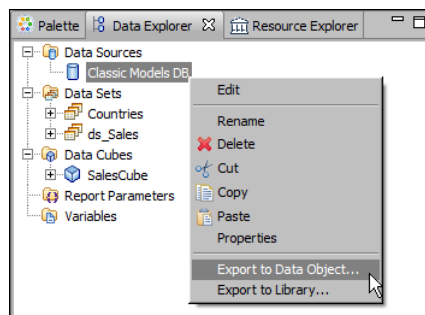 Palette Data Explorer Resource Explorer
Data Sources
Classic Models DB
Data Sets
Countries
ds_Sales
Data Cubes
SalesCube
Report Parameters
Variables
Edit
Rename
Delete
Cut
Copy
Paste
Properties
Export to Data Object...
Export to Library...